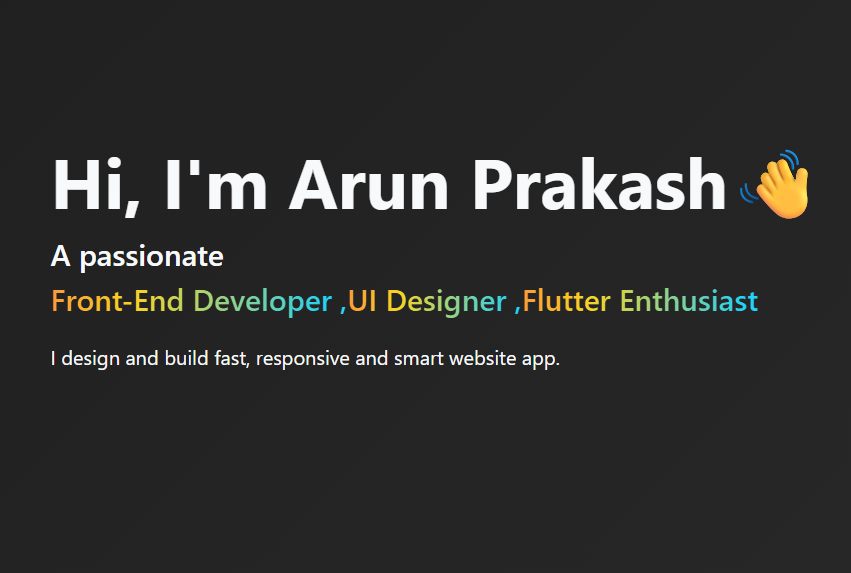 Hi, I'm Arun Prakash 👋
A passionate
Front-End Developer ,UI Designer ,Flutter Enthusiast
I design and build fast, responsive and smart website app.